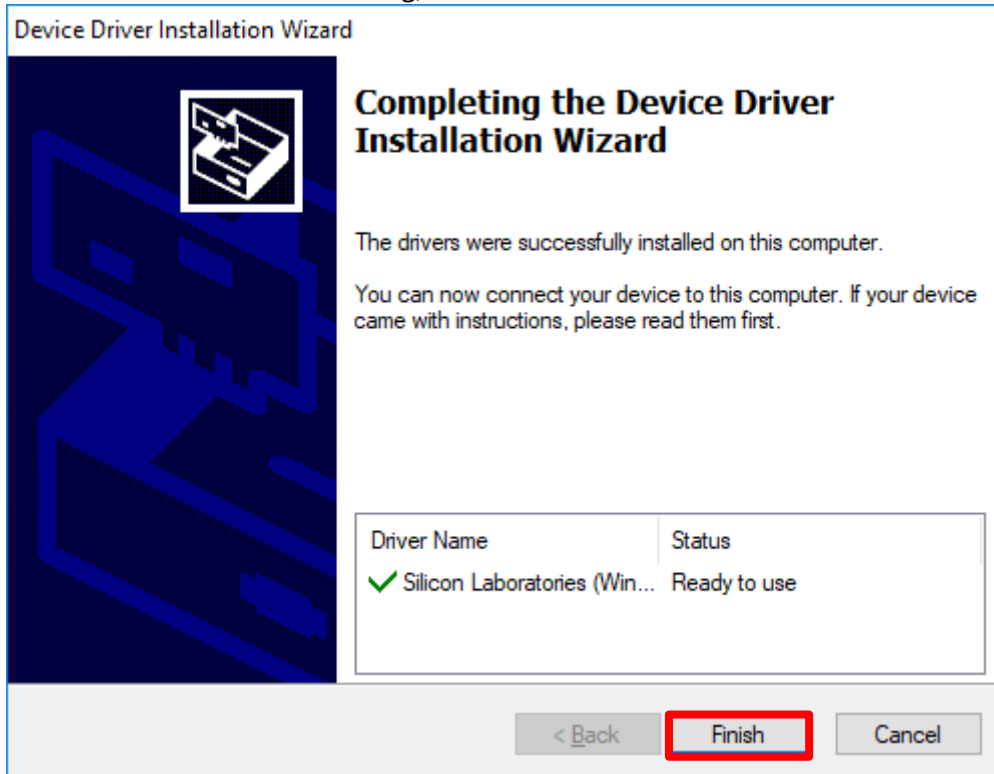 Device Driver Installation Wizard
Completing the Device Driver
Installation Wizard
The drivers were successfully installed on this computer.
You can now connect your device to this computer. If your device
came with instructions, please read them first.
Driver Name Status
Silicon Laboratories (Win... Ready to use
< Back Finish Cancel